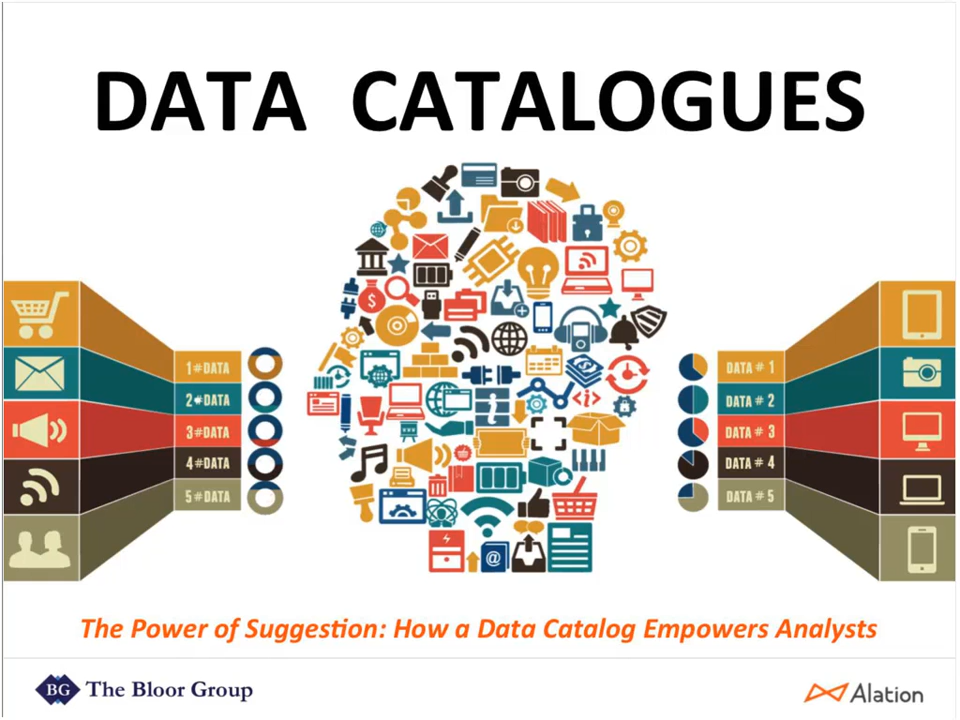 DATA CATALOGUES
1#DATA
2#DATA
3#DATA
4#DATA
5#DATA
DATA # 1
DATA # 2
DATA # 3
DATA # 4
DATA # 5
The Power of Suggestion: How a Data Catalog Empowers Analysts
BG The Bloor Group
Alation